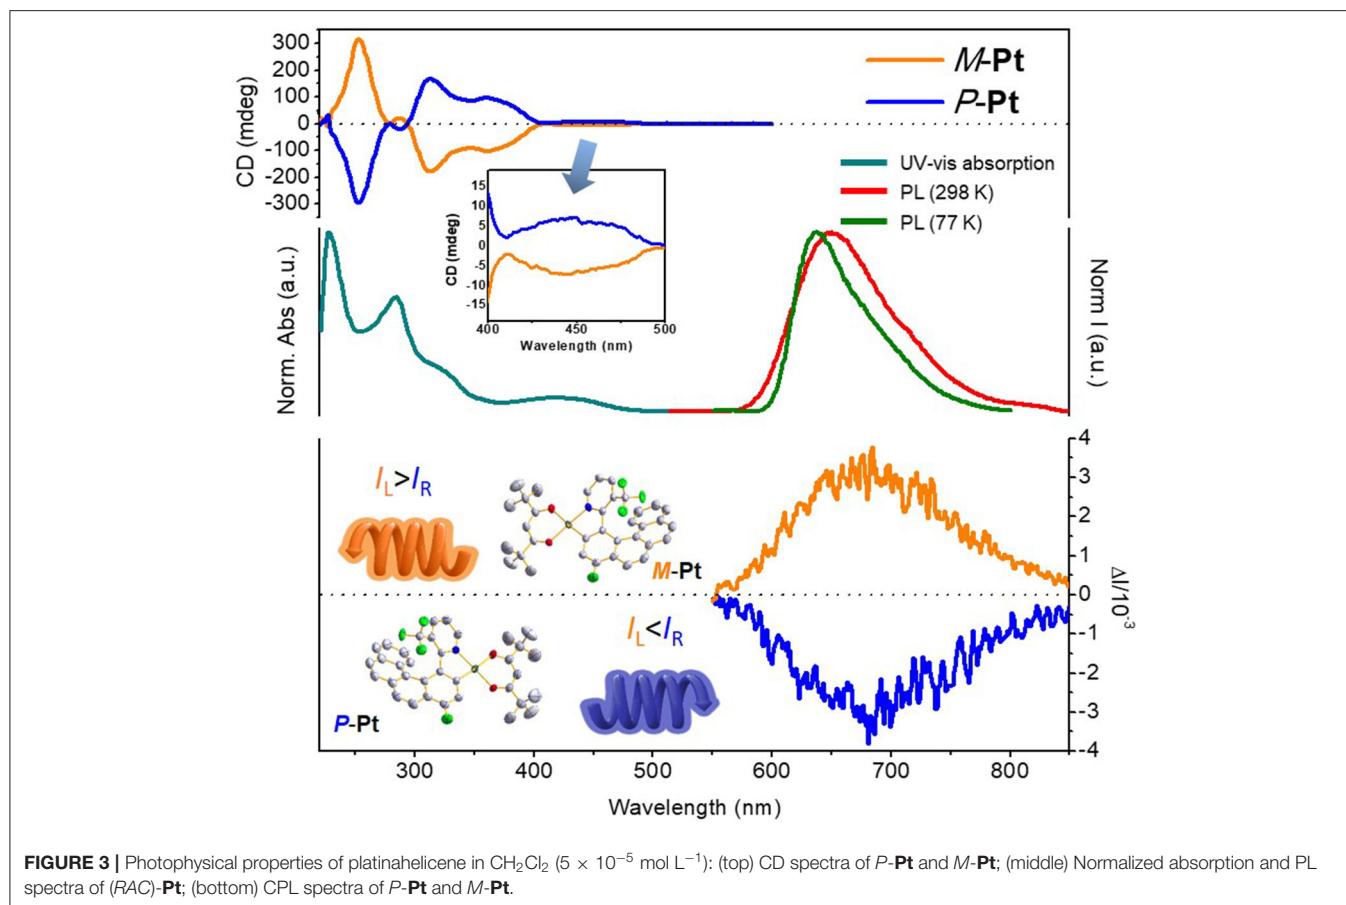 300
200
100
0
-100
-200
-300
CD (mdeg)
M-Pt
P-Pt
UV-vis absorption
PL (298 K)
PL (77 K)
15
10
5
0
-5
-10
-15
CD (mdeg)
400 450 500
Wavelength (nm)
Norm. Abs (a.u.)
Norm I (a.u.)
I_L>I_R
M-Pt
I_L<I_R
P-Pt
4
3
2
1
0
-1
-2
-3
-4
ΔI/10⁻³
300 400 500 600 700 800
Wavelength (nm)
FIGURE 3 | Photophysical properties of platinahelicene in CH₂Cl₂ (5 × 10⁻⁵ mol L⁻¹): (top) CD spectra of P-Pt and M-Pt; (middle) Normalized absorption and PL
spectra of (RAC)-Pt; (bottom) CPL spectra of P-Pt and M-Pt.